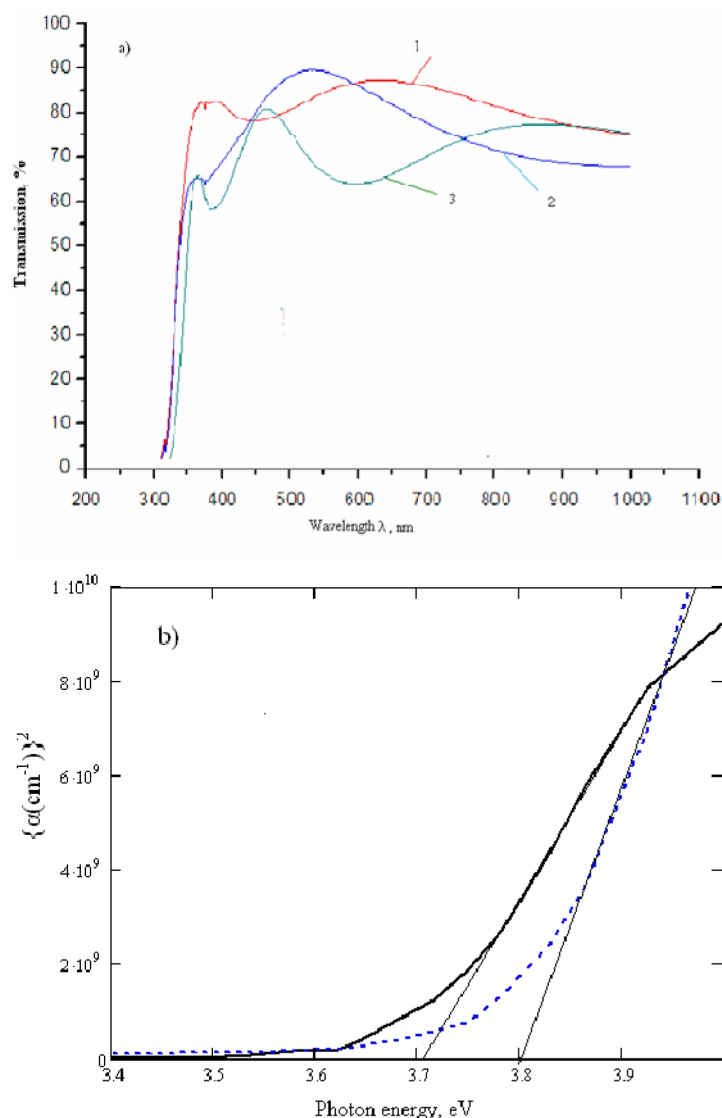 a)
100
90
80
70
60
50
40
30
20
10
0
Transmission, %
1
2
3
200 300 400 500 600 700 800 900 1000 1100
Wavelength λ, nm
b)
1·10¹⁰
8·10⁹
6·10⁹
4·10⁹
2·10⁹
0
{α(cm⁻¹)}²
3.4 3.5 3.6 3.7 3.8 3.9
Photon energy, eV